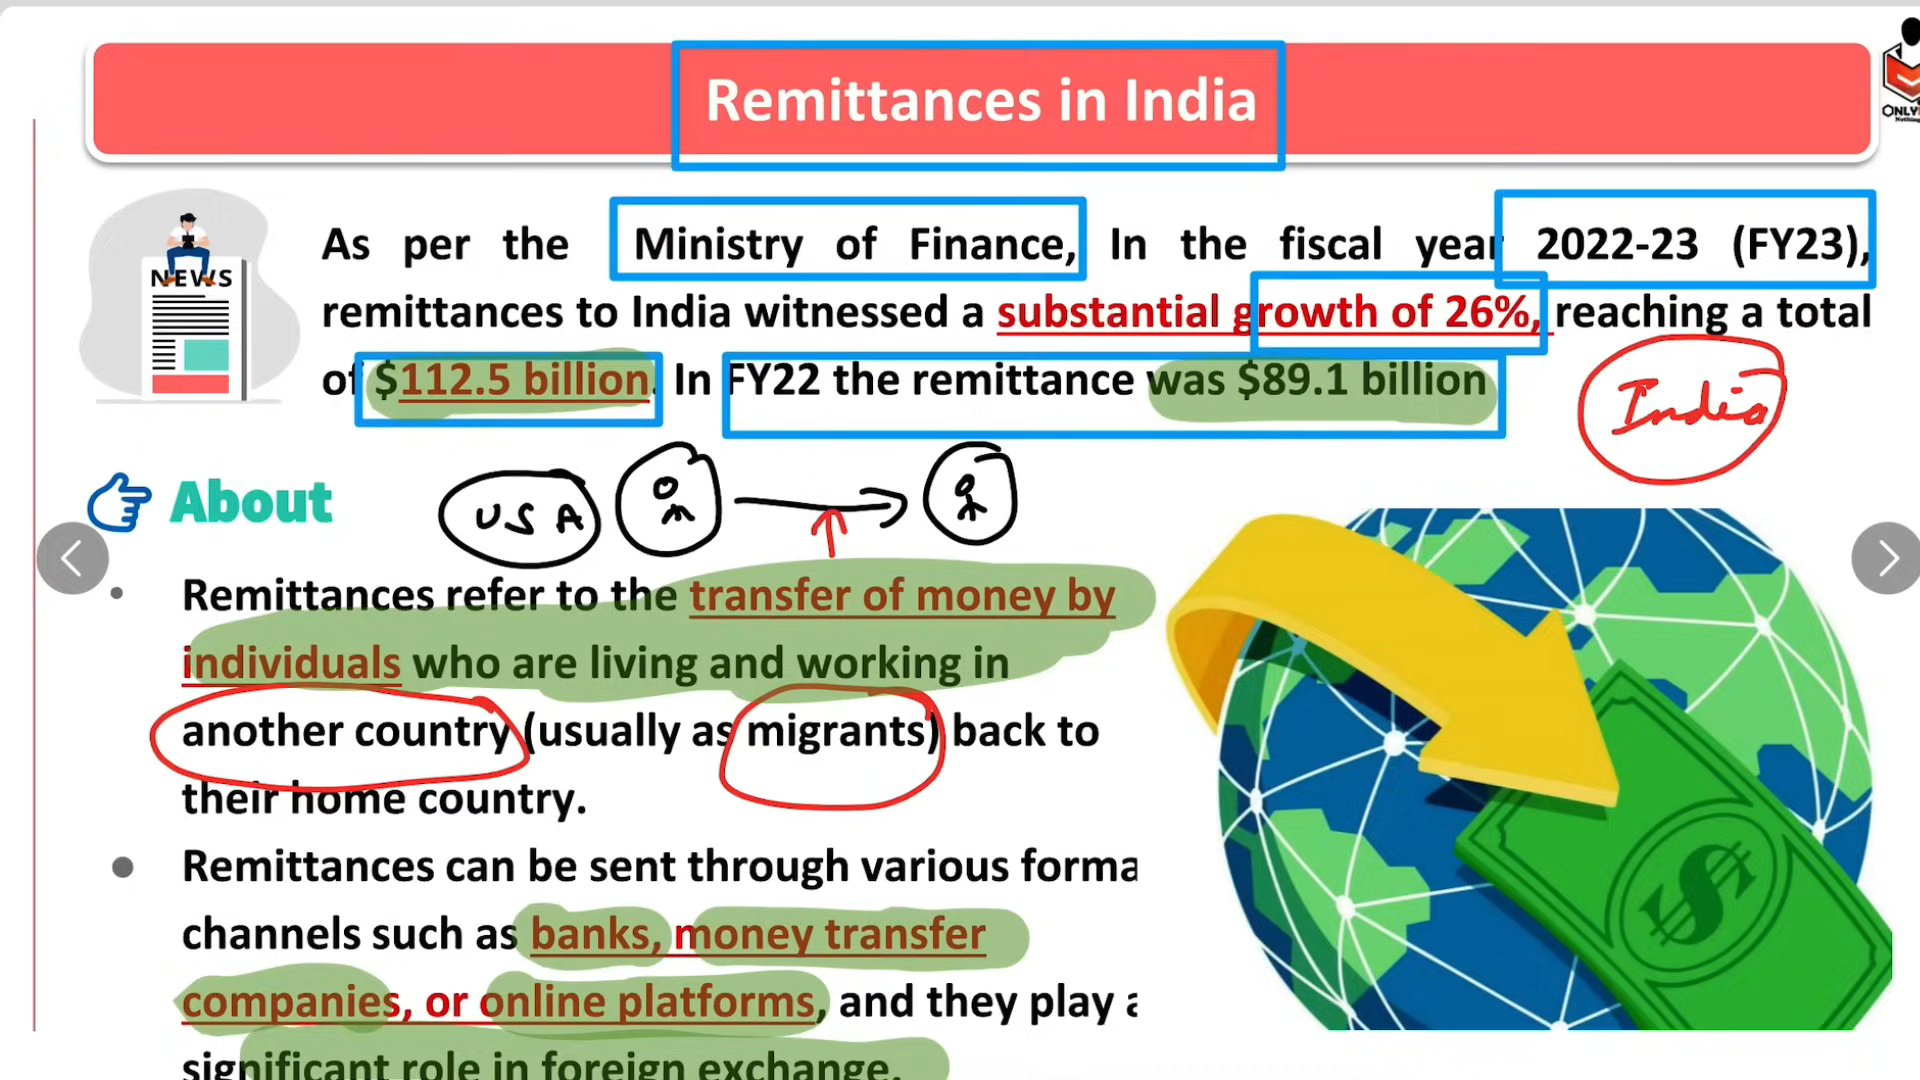 Remittances in India
ONLY
Nothing
NEWS
As per the Ministry of Finance, In the fiscal year 2022-23 (FY23),
remittances to India witnessed a substantial growth of 26%, reaching a total
of $112.5 billion. In FY22 the remittance was $89.1 billion
India
About
USA
Remittances refer to the transfer of money by
individuals who are living and working in
another country (usually as migrants) back to
their home country.
Remittances can be sent through various forma
channels such as banks, money transfer
companies, or online platforms, and they play a
significant role in foreign exchange.